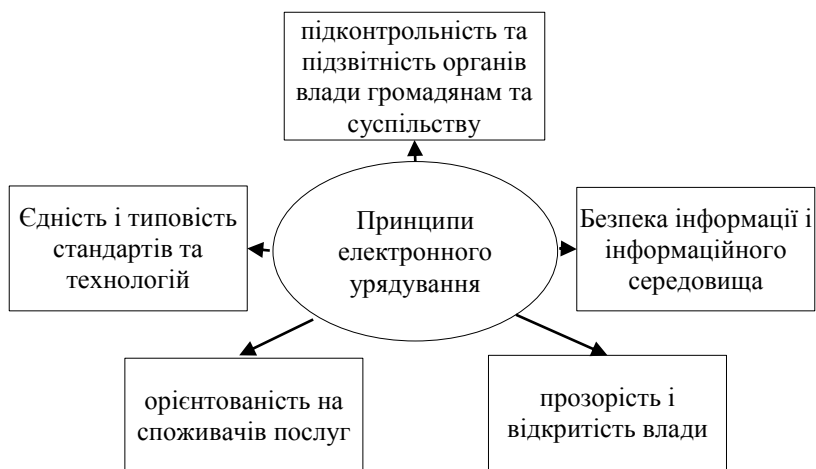 підконтрольність та
підзвітність органів
влади громадянам та
суспільству
Єдність і типовість
стандартів та
технологій
Принципи
електронного
урядування
Безпека інформації і
інформаційного
середовища
орієнтованість на
споживачів послуг
прозорість і
відкритість влади